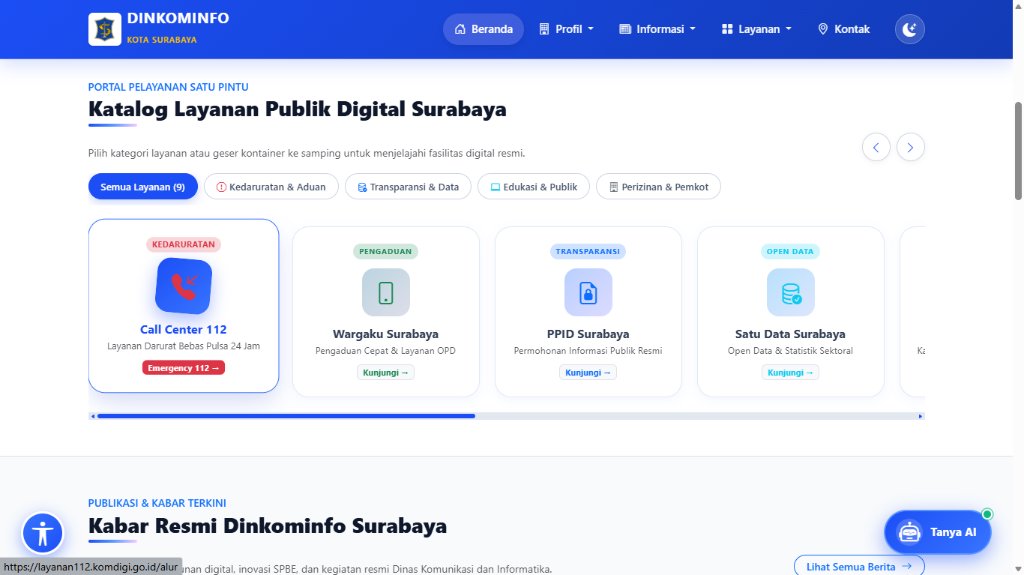 DINKOMINFO
KOTA SURABAYA
Beranda
Profil
Informasi
Layanan
Kontak
PORTAL PELAYANAN SATU PINTU
Katalog Layanan Publik Digital Surabaya
Pilih kategori layanan atau geser kontainer ke samping untuk menjelajahi fasilitas digital resmi.
Semua Layanan (9)
Kedaruratan & Aduan
Transparansi & Data
Edukasi & Publik
Perizinan & Pemkot
KEDARURATAN
Call Center 112
Layanan Darurat Bebas Pulsa 24 Jam
Emergency 112 →
PENGADUAN
Wargaku Surabaya
Pengaduan Cepat & Layanan OPD
Kunjungi →
TRANSPARANSI
PPID Surabaya
Permohonan Informasi Publik Resmi
Kunjungi →
OPEN DATA
Satu Data Surabaya
Open Data & Statistik Sektoral
Kunjungi →
PUBLIKASI & KABAR TERKINI
Kabar Resmi Dinkominfo Surabaya
digital, inovasi SPBE, dan kegiatan resmi Dinas Komunikasi dan Informatika.
Lihat Semua Berita →
Tanya AI
https://layanan112.komdigi.go.id/alur